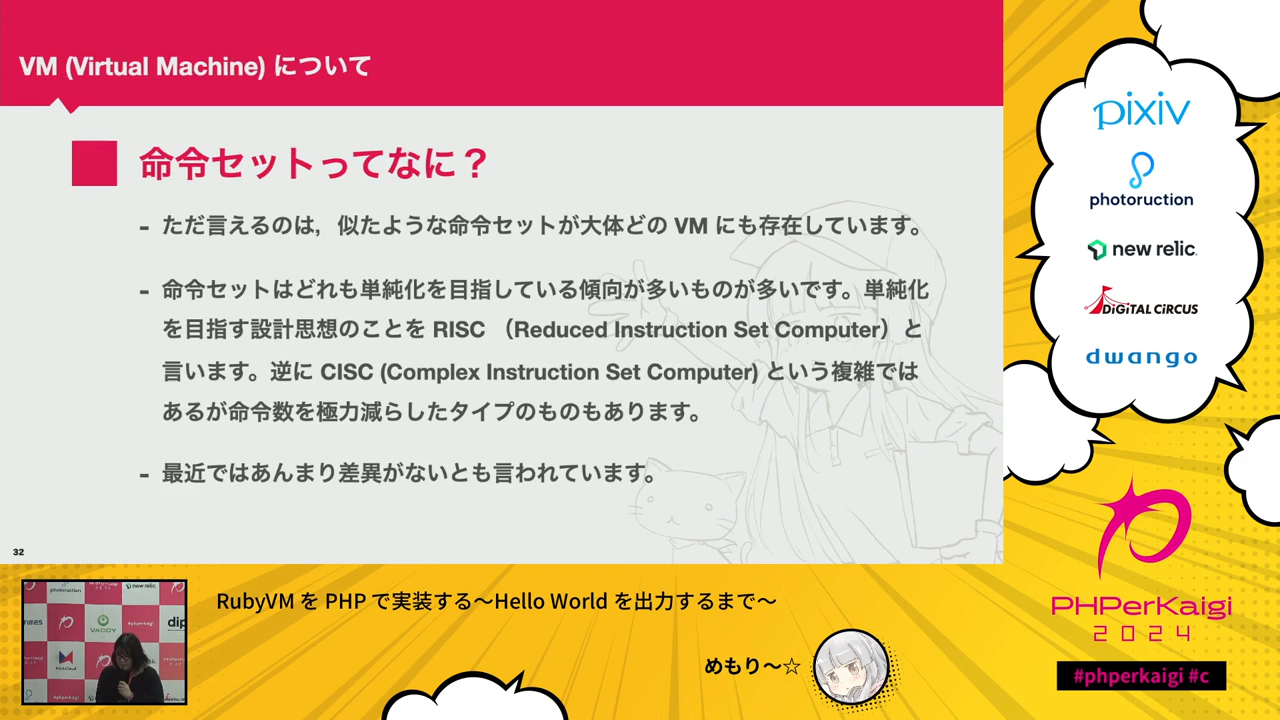 VM (Virtual Machine) について
命令セットってなに？
- ただ言えるのは，似たような命令セットが大体どの VM にも存在しています。
- 命令セットはどれも単純化を目指している傾向が多いものが多いです。単純化
を目指す設計思想のことを RISC （Reduced Instruction Set Computer）と
言います。逆に CISC (Complex Instruction Set Computer) という複雑では
あるが命令数を極力減らしたタイプのものもあります。
- 最近ではあんまり差異がないとも言われています。
32
pixiv
photoruction
new relic.
DiGiTAL CiRCUS
dwango
PHPerKaigi
2024
#phperkaigi #c
RubyVM を PHP で実装する〜Hello World を出力するまで〜
めもり〜☆
photoruction
new relic
#phperkaigi
VADDY
dip